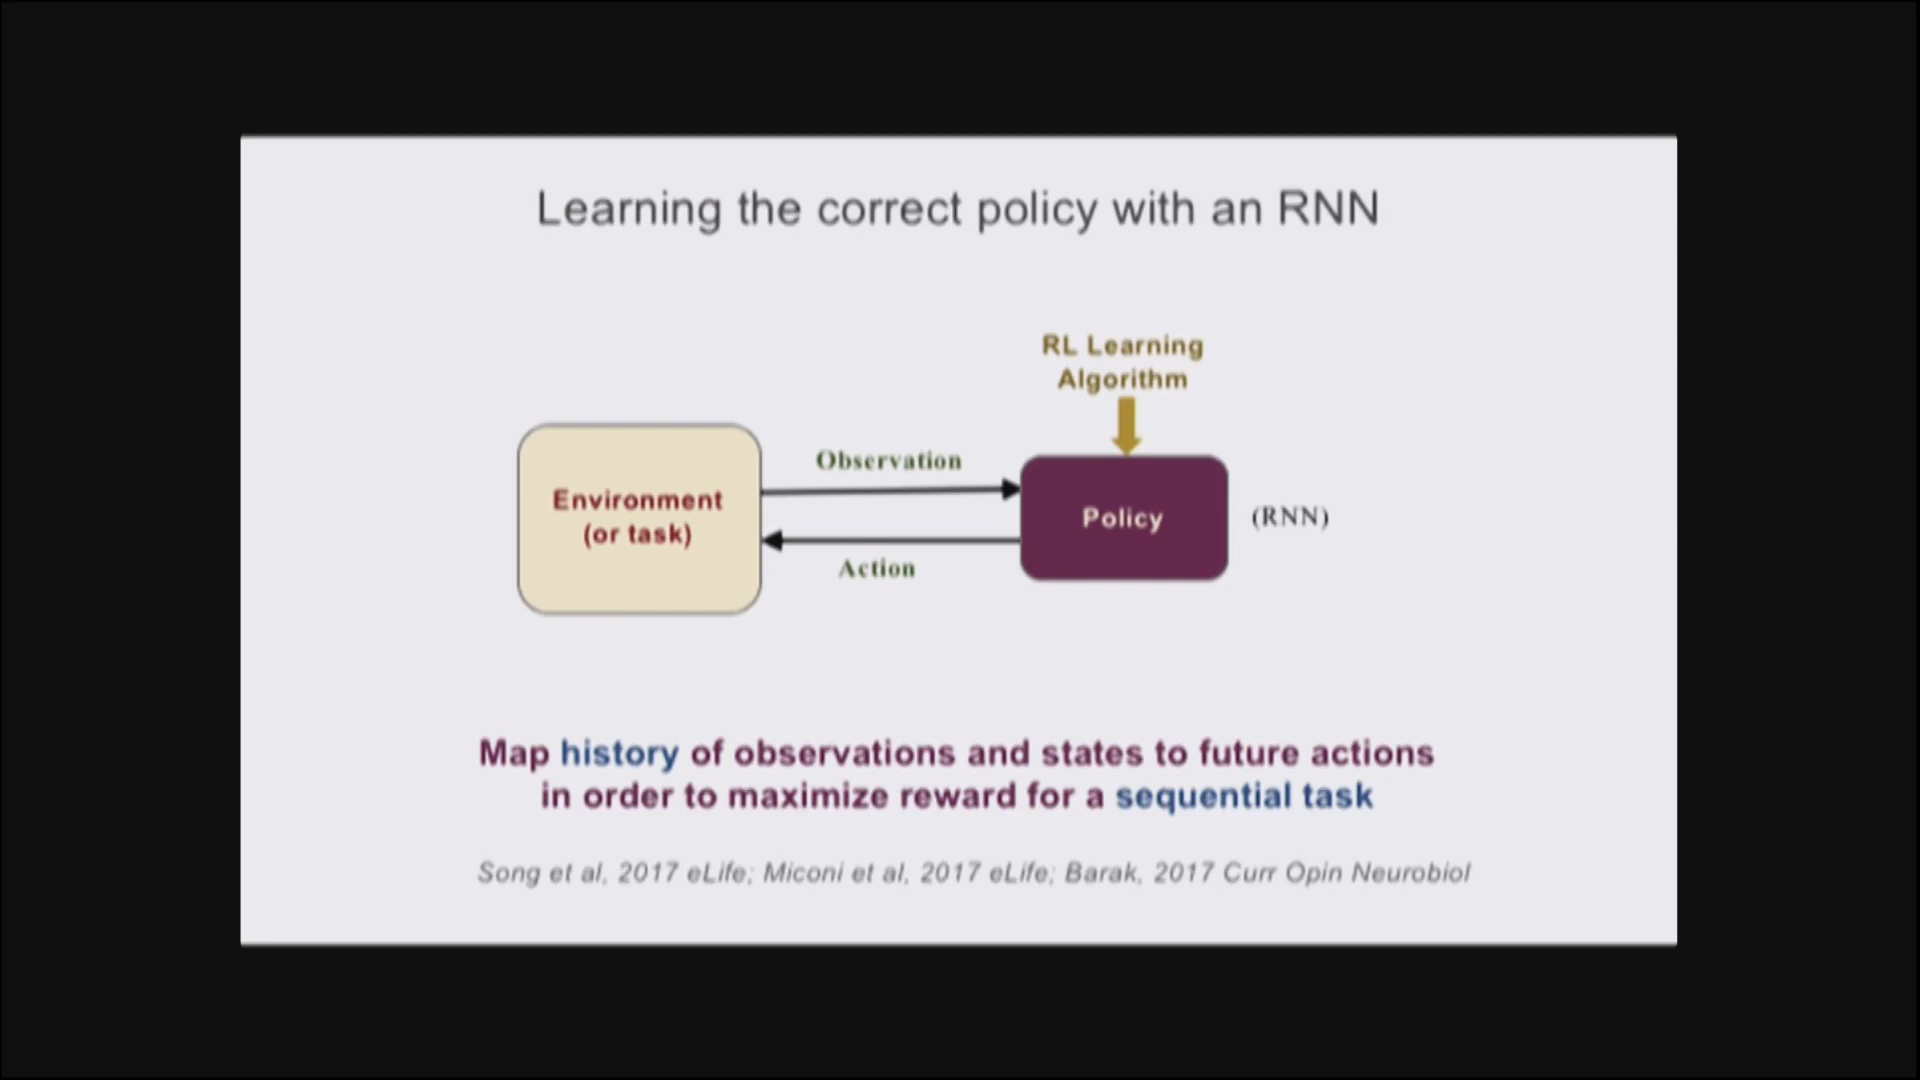 Learning the correct policy with an RNN
RL Learning
Algorithm
Observation
Environment
(or task)
Policy
(RNN)
Action
Map history of observations and states to future actions
in order to maximize reward for a sequential task
Song et al, 2017 eLife; Miconi et al, 2017 eLife; Barak, 2017 Curr Opin Neurobiol